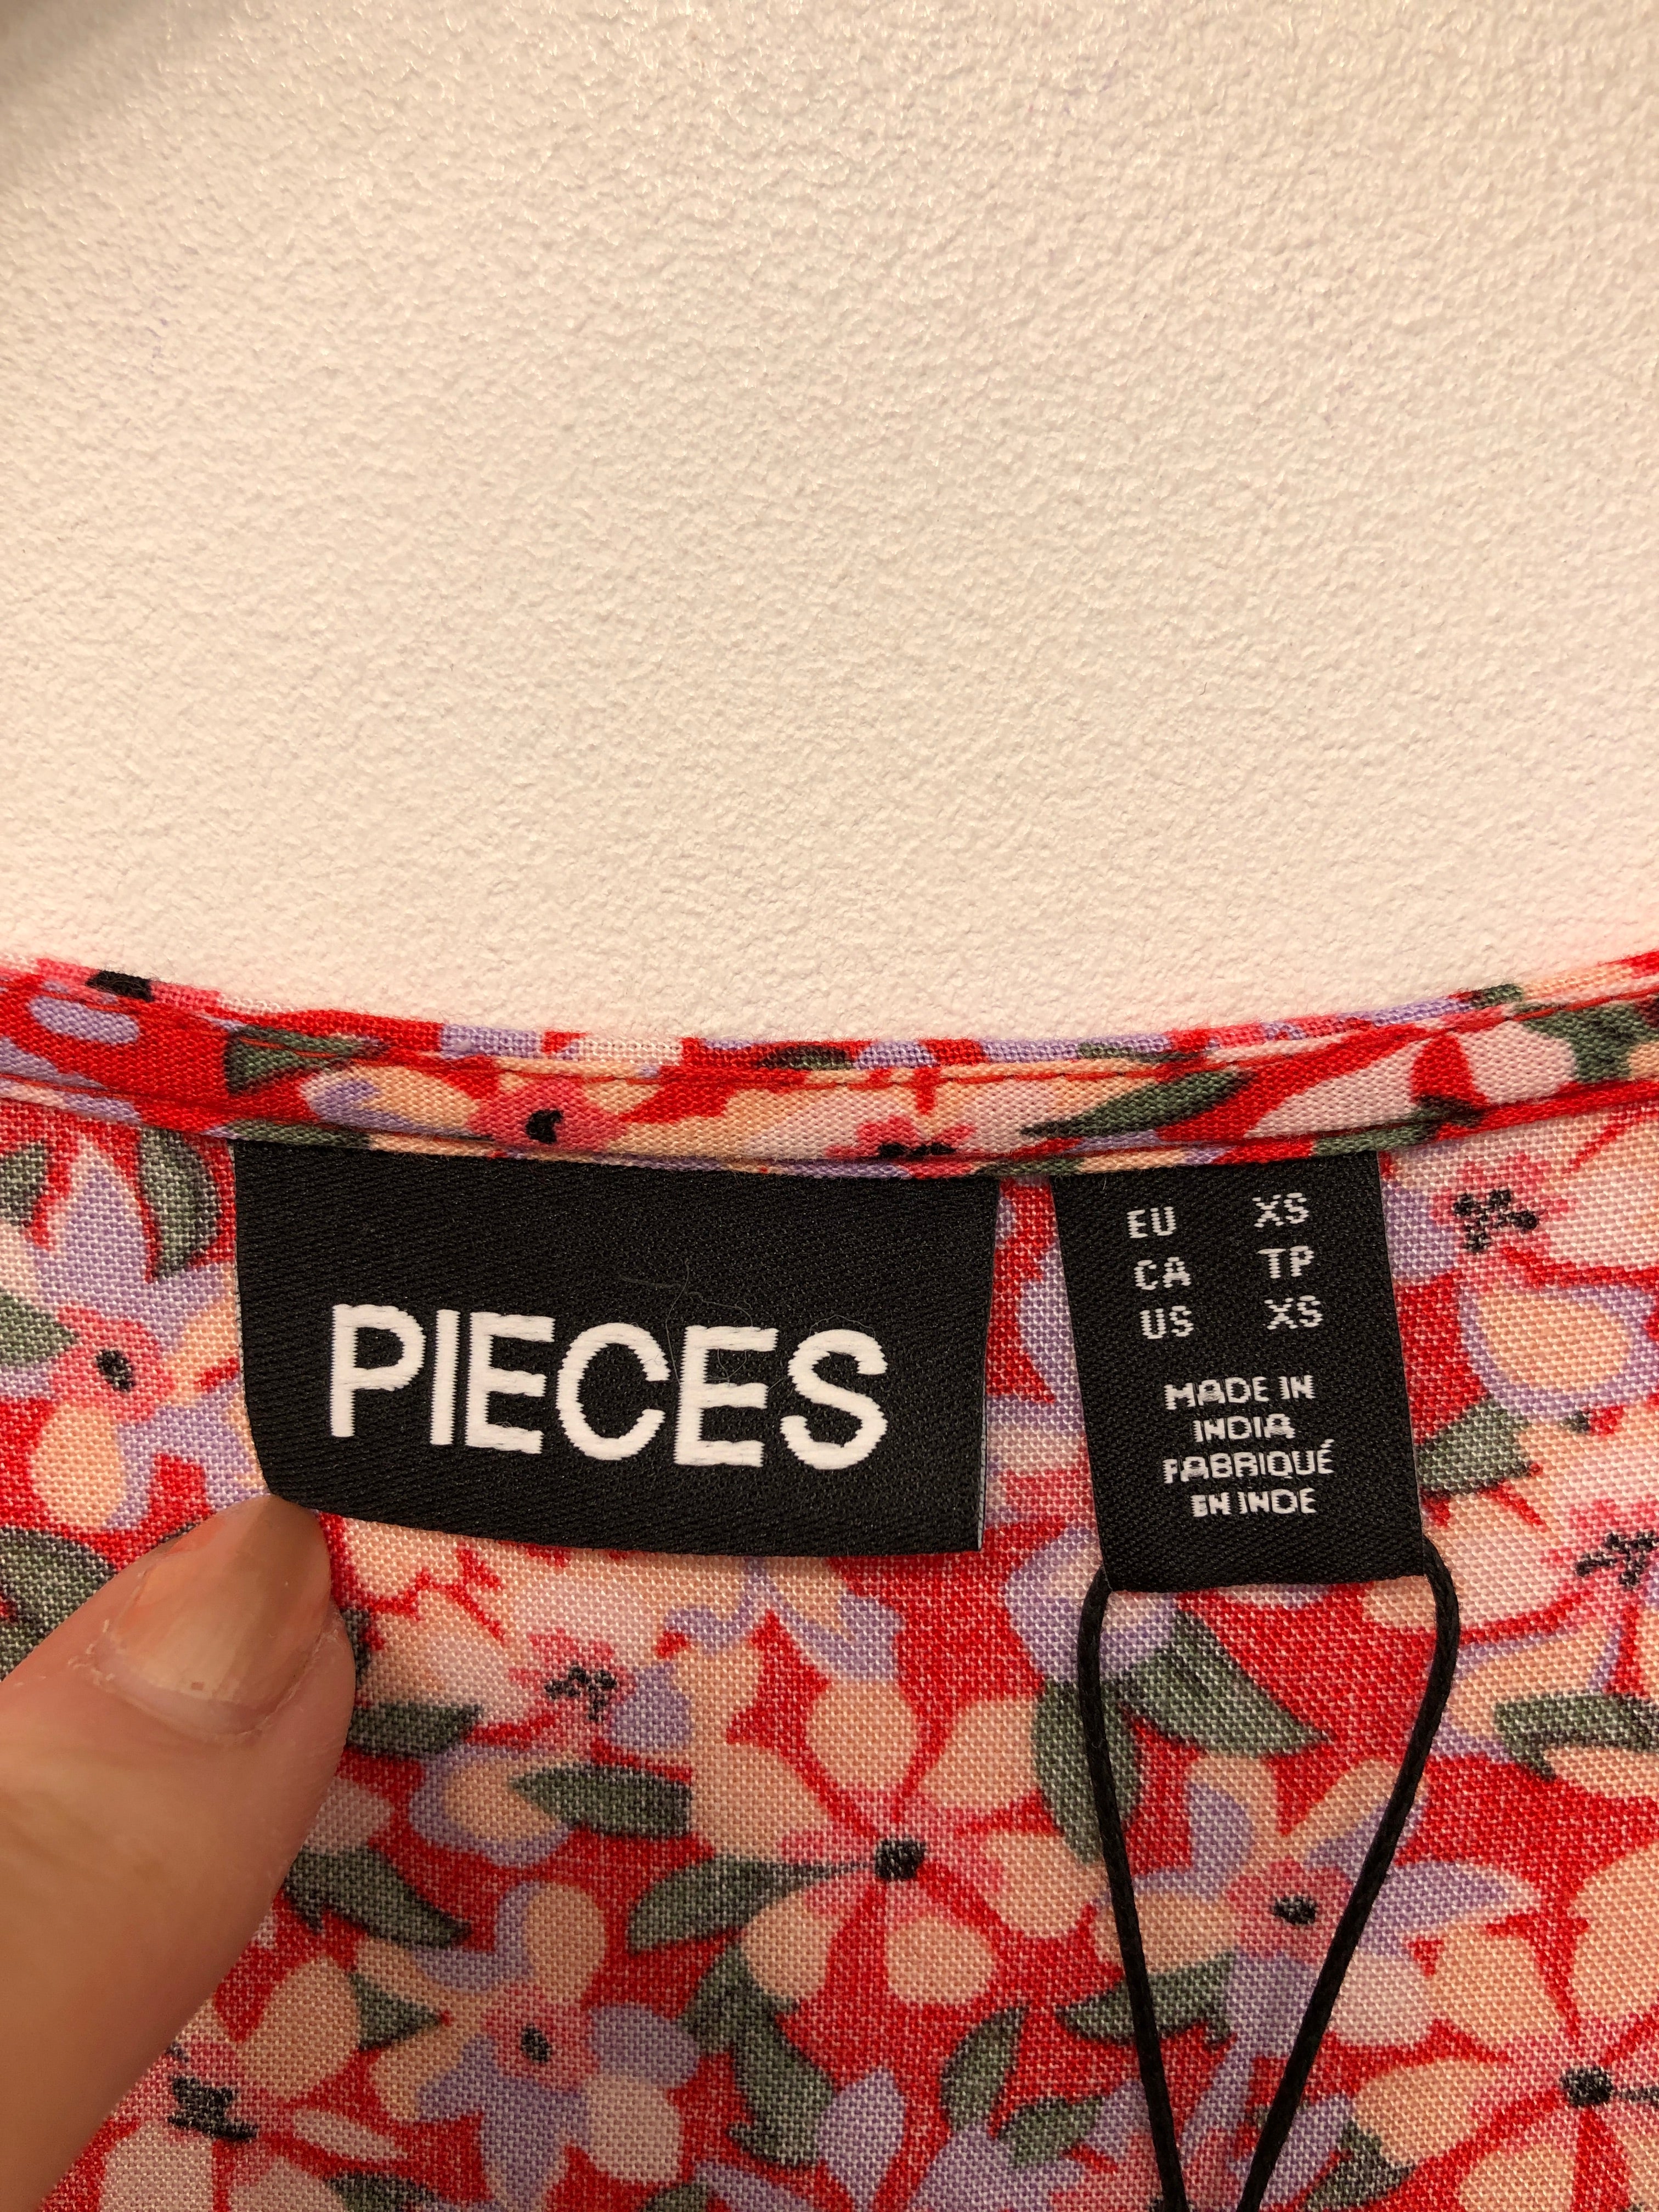 PIECES
EU XS
CA TP
US XS
MADE IN
INDIA
FABRIQUÉ
EN INDE